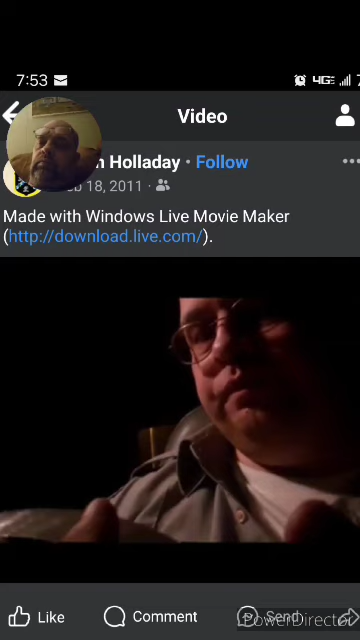 7:53
4GE
Video
n Holladay • Follow
b 18, 2011 ·
Made with Windows Live Movie Maker
(http://download.live.com/).
Like
Comment
Send
PowerDirector